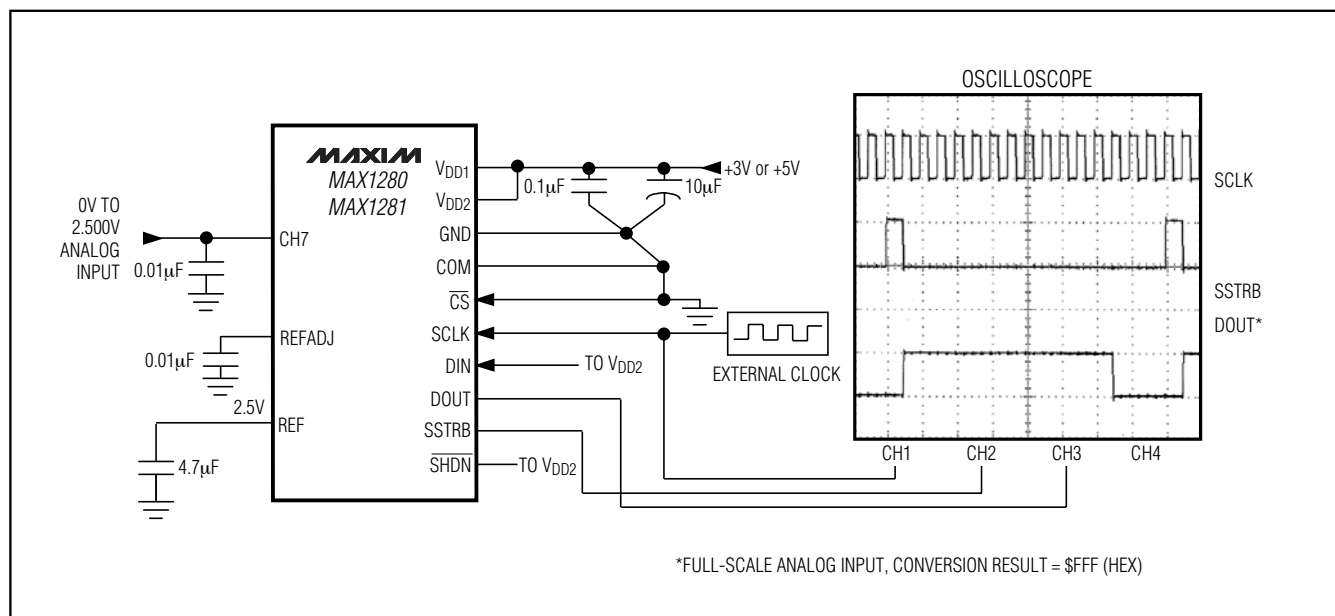 OSCILLOSCOPE
MAXIM
MAX1280
MAX1281
VDD1
VDD2
GND
COM
CS
SCLK
DIN
DOUT
SSTRB
SHDN
CH7
REFADJ
REF
0V TO
2.500V
ANALOG
INPUT
0.01µF
0.01µF
2.5V
4.7µF
0.1µF
10µF
+3V or +5V
EXTERNAL CLOCK
TO VDD2
TO VDD2
SCLK
SSTRB
DOUT*
CH1
CH2
CH3
CH4
*FULL-SCALE ANALOG INPUT, CONVERSION RESULT = $FFF (HEX)